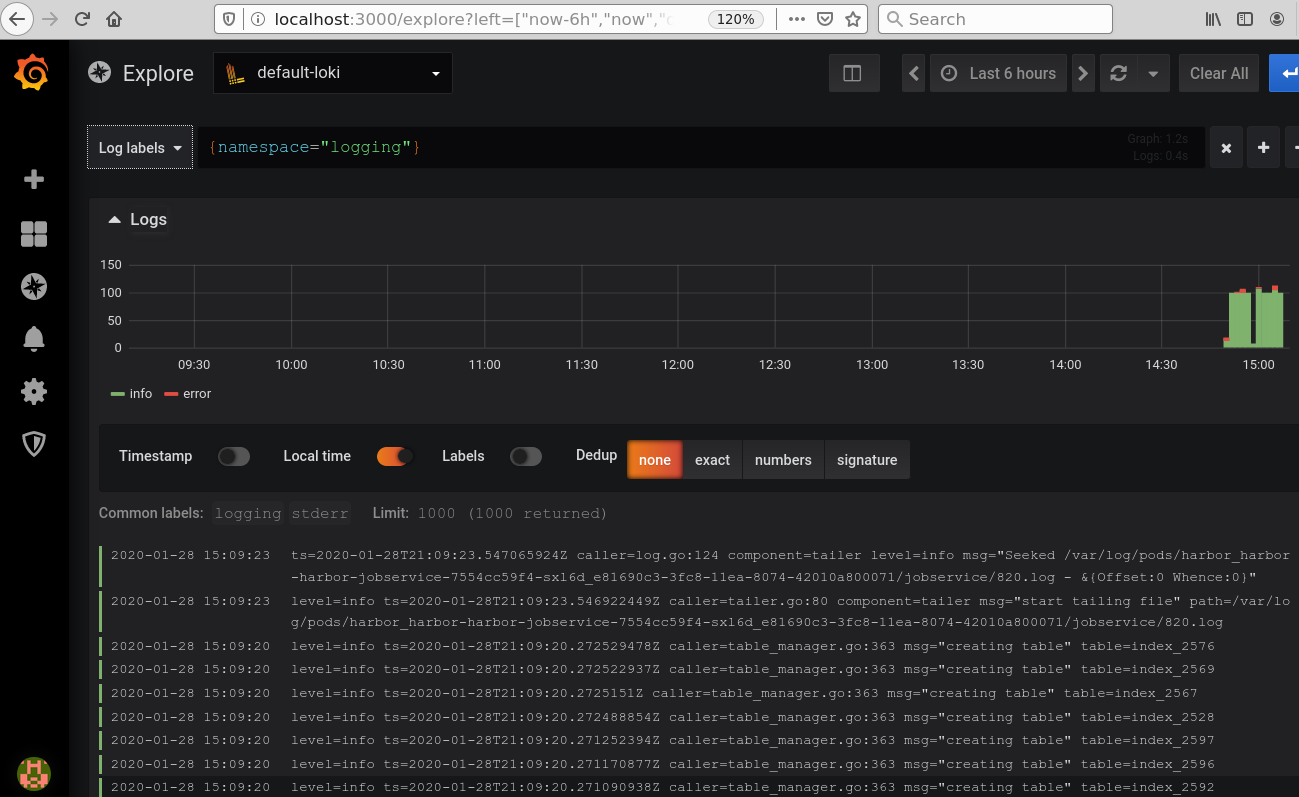 localhost:3000/explore?left=["now-6h","now","d
120%
Search
Explore
default-loki
Last 6 hours
Clear All
Log labels
{namespace="logging"}
Graph: 1.2s
Logs: 0.4s
Logs
150
100
50
0
09:30 10:00 10:30 11:00 11:30 12:00 12:30 13:00 13:30 14:00 14:30 15:00
info error
Timestamp Local time Labels Dedup none exact numbers signature
Common labels: logging stderr Limit: 1000 (1000 returned)
2020-01-28 15:09:23 ts=2020-01-28T21:09:23.547065924Z caller=log.go:124 component=tailer level=info msg="Seeked /var/log/pods/harbor_harbor
-harbor-jobservice-7554cc59f4-sxl6d_e81690c3-3fc8-11ea-8074-42010a800071/jobservice/820.log - &{Offset:0 Whence:0}"
2020-01-28 15:09:23 level=info ts=2020-01-28T21:09:23.546922449Z caller=tailer.go:80 component=tailer msg="start tailing file" path=/var/lo
g/pods/harbor_harbor-harbor-jobservice-7554cc59f4-sxl6d_e81690c3-3fc8-11ea-8074-42010a800071/jobservice/820.log
2020-01-28 15:09:20 level=info ts=2020-01-28T21:09:20.272529478Z caller=table_manager.go:363 msg="creating table" table=index_2576
2020-01-28 15:09:20 level=info ts=2020-01-28T21:09:20.272522937Z caller=table_manager.go:363 msg="creating table" table=index_2569
2020-01-28 15:09:20 level=info ts=2020-01-28T21:09:20.2725151Z caller=table_manager.go:363 msg="creating table" table=index_2567
2020-01-28 15:09:20 level=info ts=2020-01-28T21:09:20.272488854Z caller=table_manager.go:363 msg="creating table" table=index_2528
2020-01-28 15:09:20 level=info ts=2020-01-28T21:09:20.271252394Z caller=table_manager.go:363 msg="creating table" table=index_2597
2020-01-28 15:09:20 level=info ts=2020-01-28T21:09:20.271170877Z caller=table_manager.go:363 msg="creating table" table=index_2596
2020-01-28 15:09:20 level=info ts=2020-01-28T21:09:20.271090938Z caller=table_manager.go:363 msg="creating table" table=index_2592